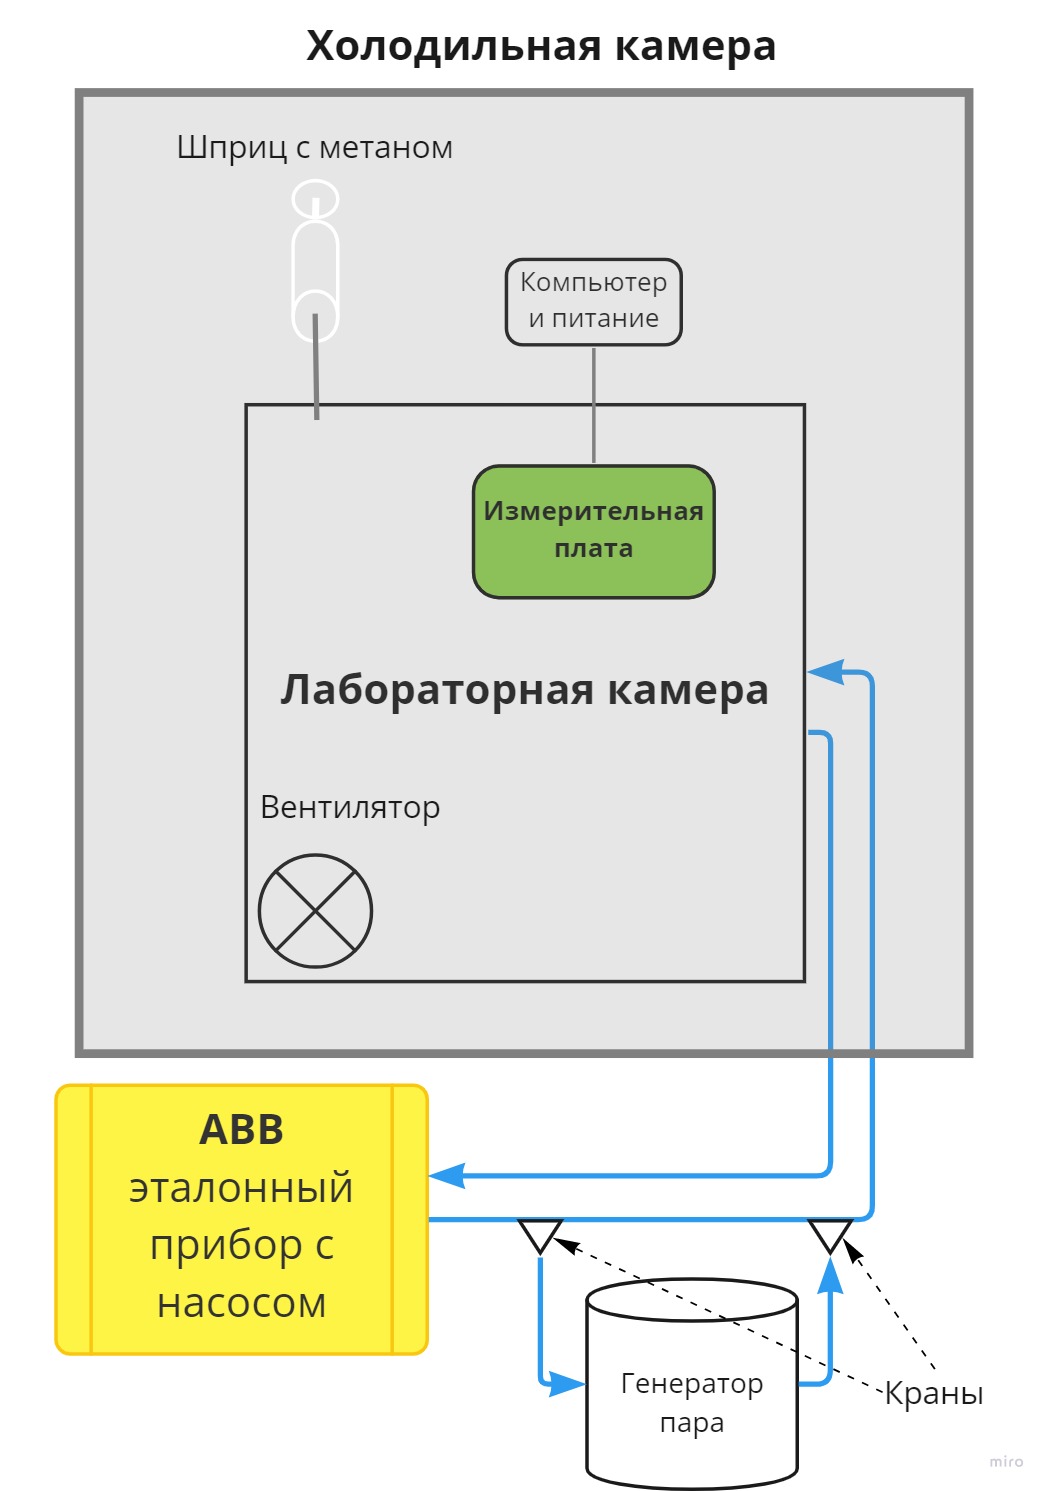 Холодильная камера
Шприц с метаном
Компьютер
и питание
Измерительная
плата
Лабораторная камера
Вентилятор
ABB
эталонный
прибор с
насосом
Генератор
пара
Краны
miro